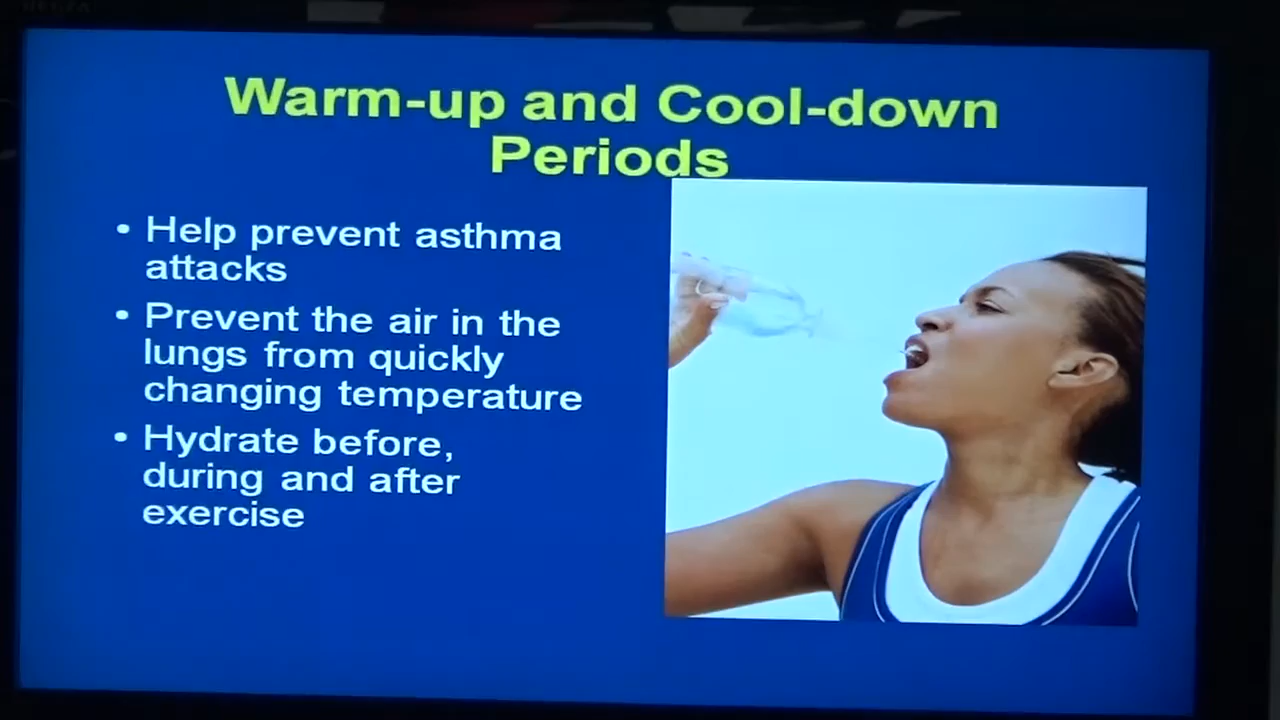 Warm-up and Cool-down
Periods
• Help prevent asthma
attacks
• Prevent the air in the
lungs from quickly
changing temperature
• Hydrate before,
during and after
exercise